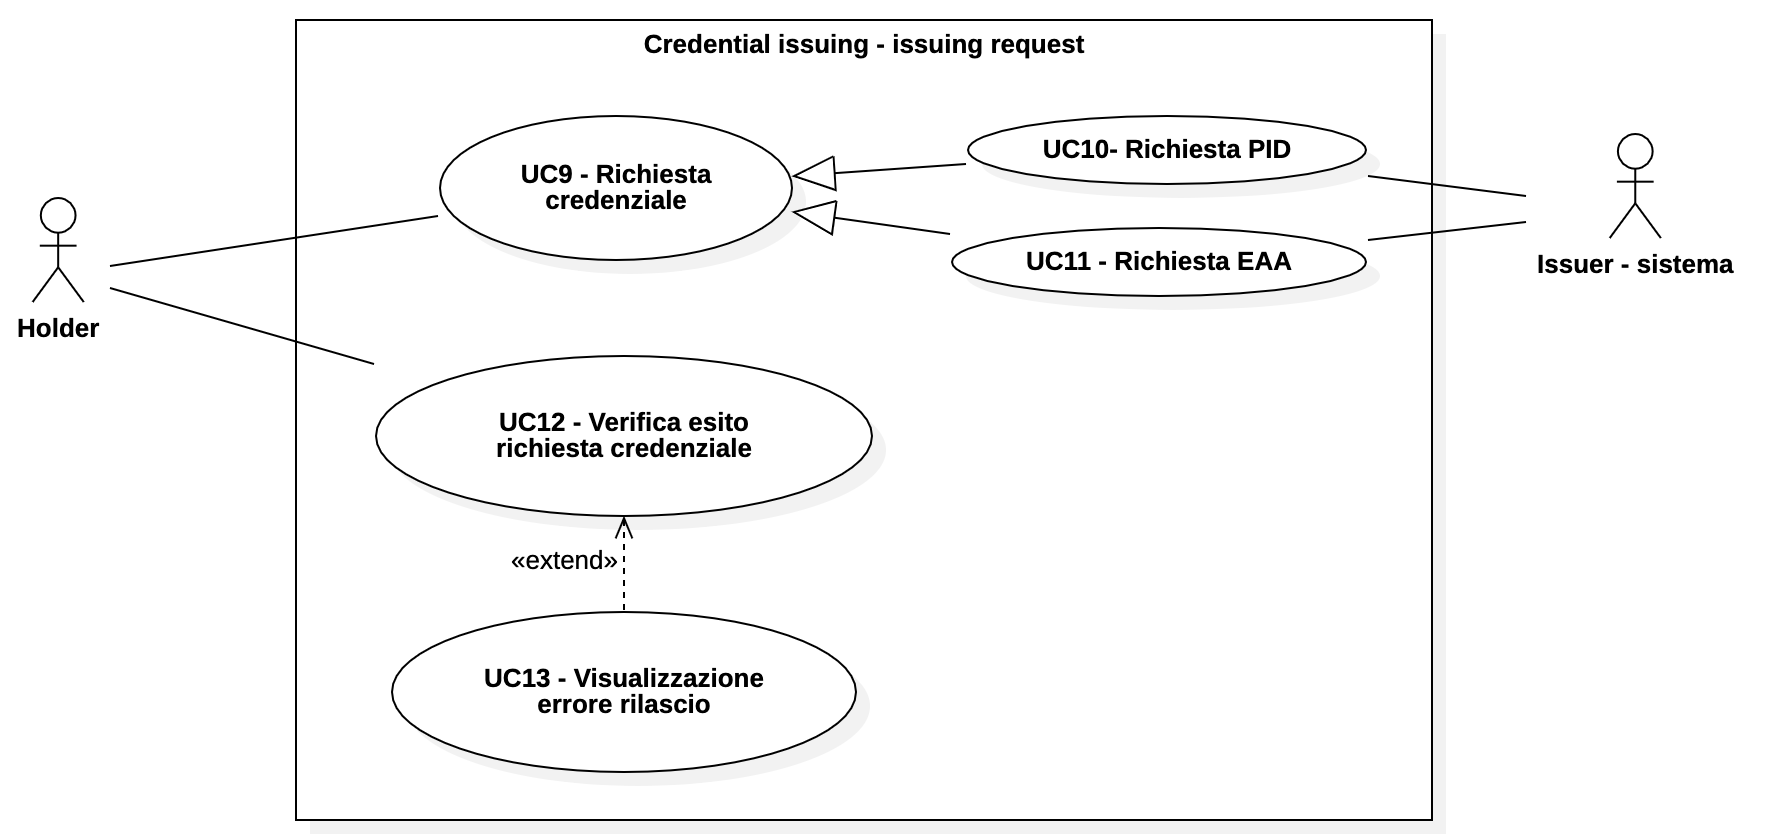 Credential issuing - issuing request
UC9 - Richiesta
credenziale
UC10- Richiesta PID
UC11 - Richiesta EAA
Issuer - sistema
Holder
UC12 - Verifica esito
richiesta credenziale
«extend»
UC13 - Visualizzazione
errore rilascio